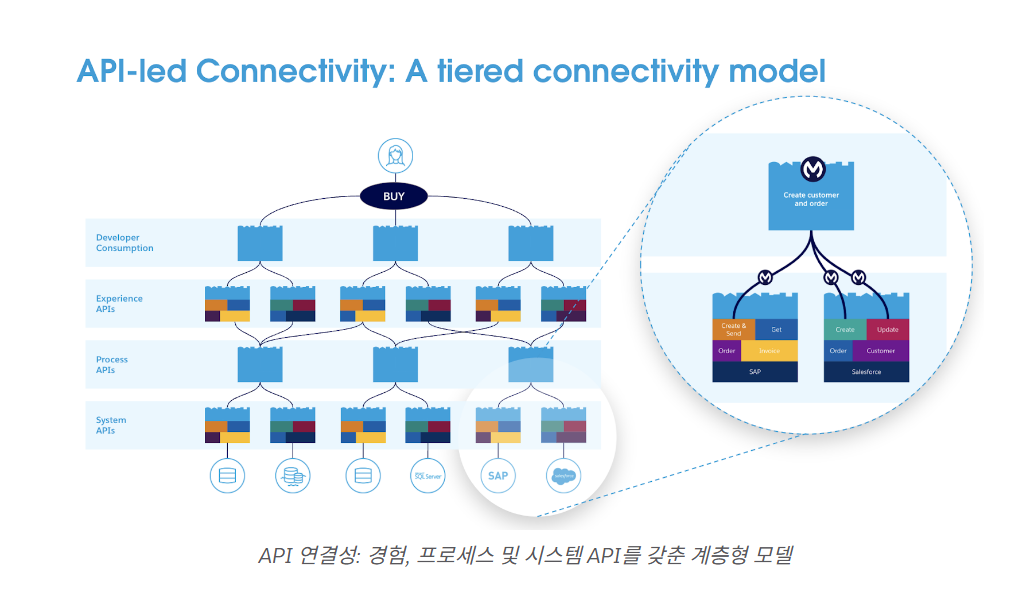 API-led Connectivity: A tiered connectivity model
BUY
Developer
Consumption
Experience
APIs
Process
APIs
System
APIs
SQL Server
SAP
salesforce
Create customer
and order
Create &
Send
Get
Order
Invoice
SAP
Create
Update
Order
Customer
Salesforce
API 연결성: 경험, 프로세스 및 시스템 API를 갖춘 계층형 모델